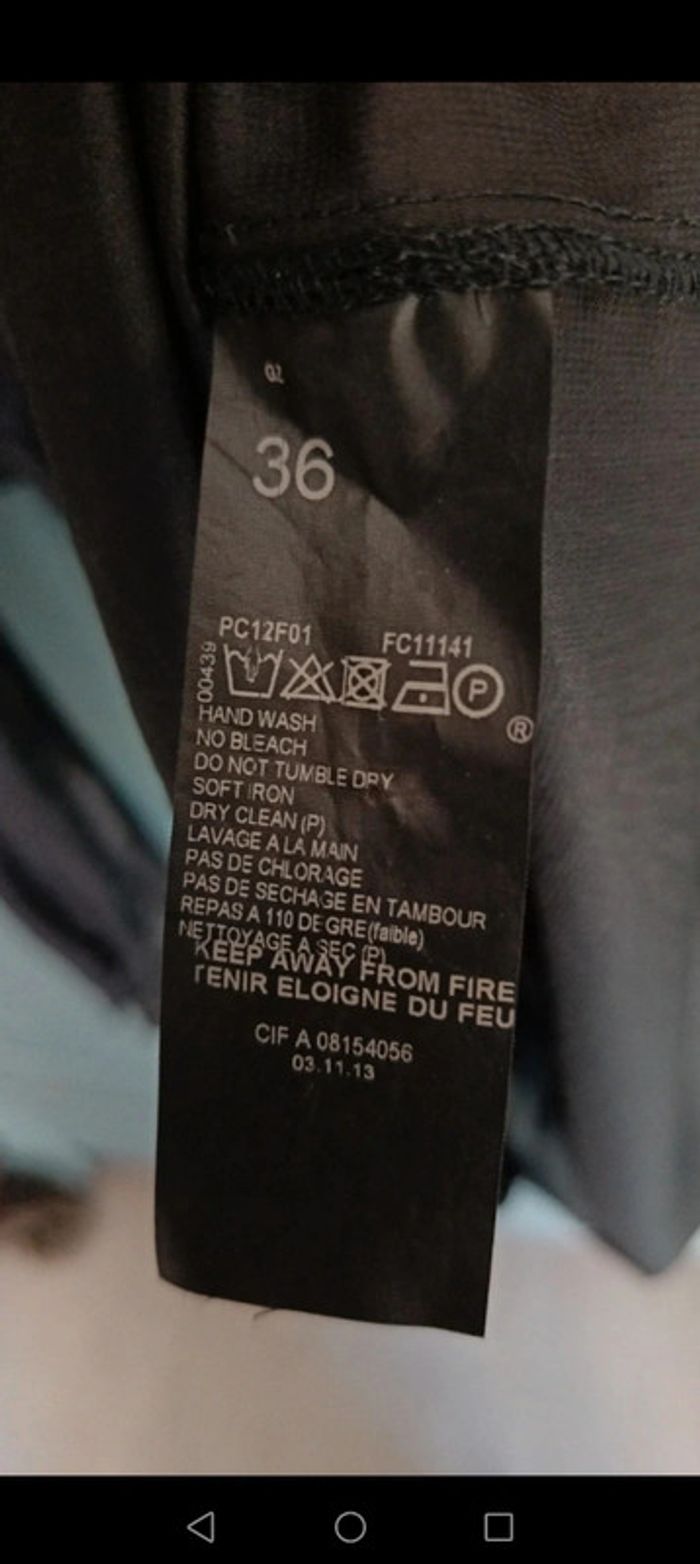 36
PC12F01 FC11141
00439
P
®
HAND WASH
NO BLEACH
DO NOT TUMBLE DRY
SOFT IRON
DRY CLEAN (P)
LAVAGE A LA MAIN
PAS DE CHLORAGE
PAS DE SECHAGE EN TAMBOUR
REPAS A 110 DE GRE(faible)
NETTOYAGE A SEC (P)
KEEP AWAY FROM FIRE
TENIR ELOIGNE DU FEU
CIF A 08154056
03.11.13